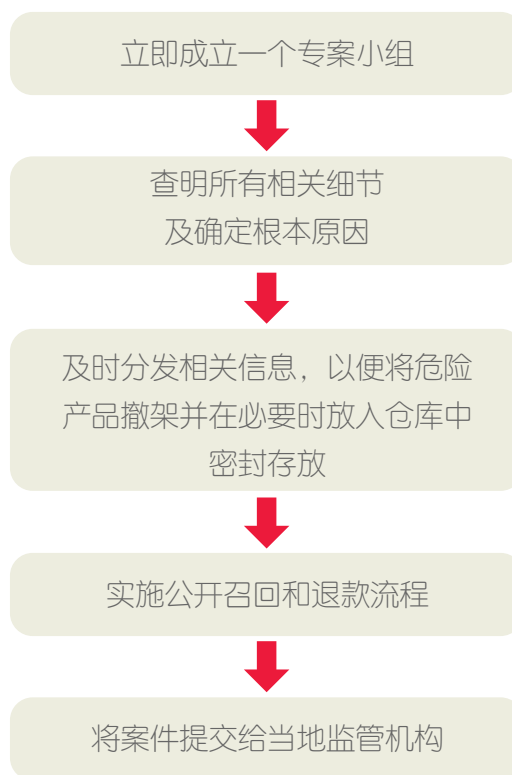 立即成立一个专案小组
查明所有相关细节
及确定根本原因
及时分发相关信息，以便将危险
产品撤架并在必要时放入仓库中
密封存放
实施公开召回和退款流程
将案件提交给当地监管机构